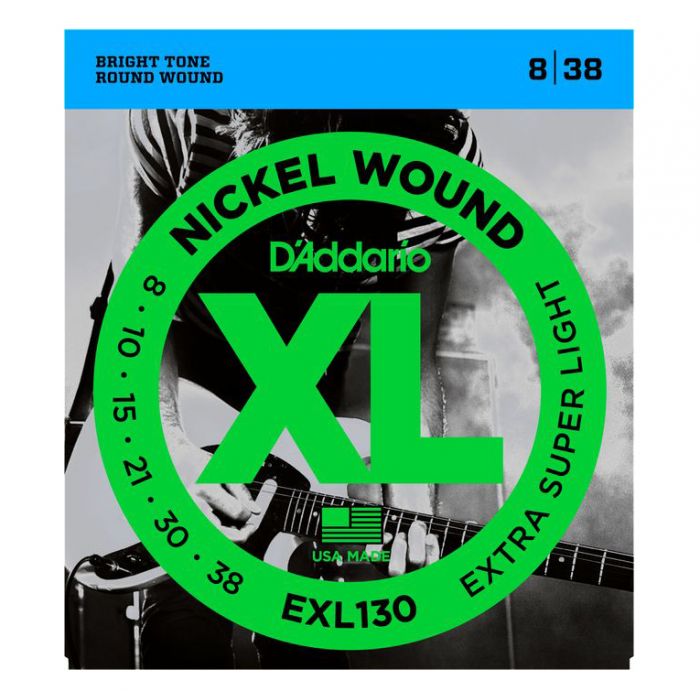 BRIGHT TONE
ROUND WOUND
8|38
NICKEL WOUND
D'Addario
XL
8 • 10 • 15 • 21 • 30 • 38
EXTRA SUPER LIGHT
USA MADE
EXL130